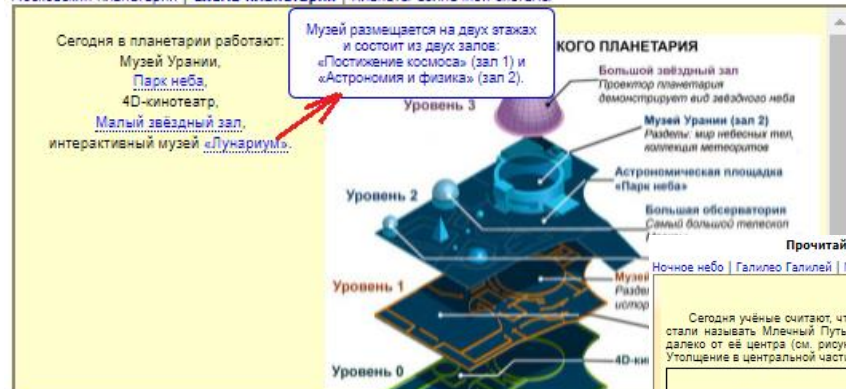 Сегодня в планетарии работают:
Музей Урании,
Парк неба,
4D-кинотеатр,
Малый звёздный зал,
интерактивный музей «Лунариум».
Музей размещается на двух этажах
и состоит из двух залов:
«Постижение космоса» (зал 1) и
«Астрономия и физика» (зал 2).
КОГО ПЛАНЕТАРИЯ
Большой звёздный зал
Проектор планетария
демонстрирует вид звёздного неба
Уровень 3
Музей Урании (зал 2)
Разделы: мир небесных тел,
коллекция метеоритов
Астрономическая площадка
«Парк неба»
Уровень 2
Большая обсерватория
Самый большой телескоп
Уровень 1
Музей
Разде
истор
4D-ки
Уровень 0
Прочитай
Ночное небо | Галилео Галилей |
Сегодня учёные считают, чт
стали называть Млечный Путь
далеко от её центра (см. рисун
Утолщение в центральной част